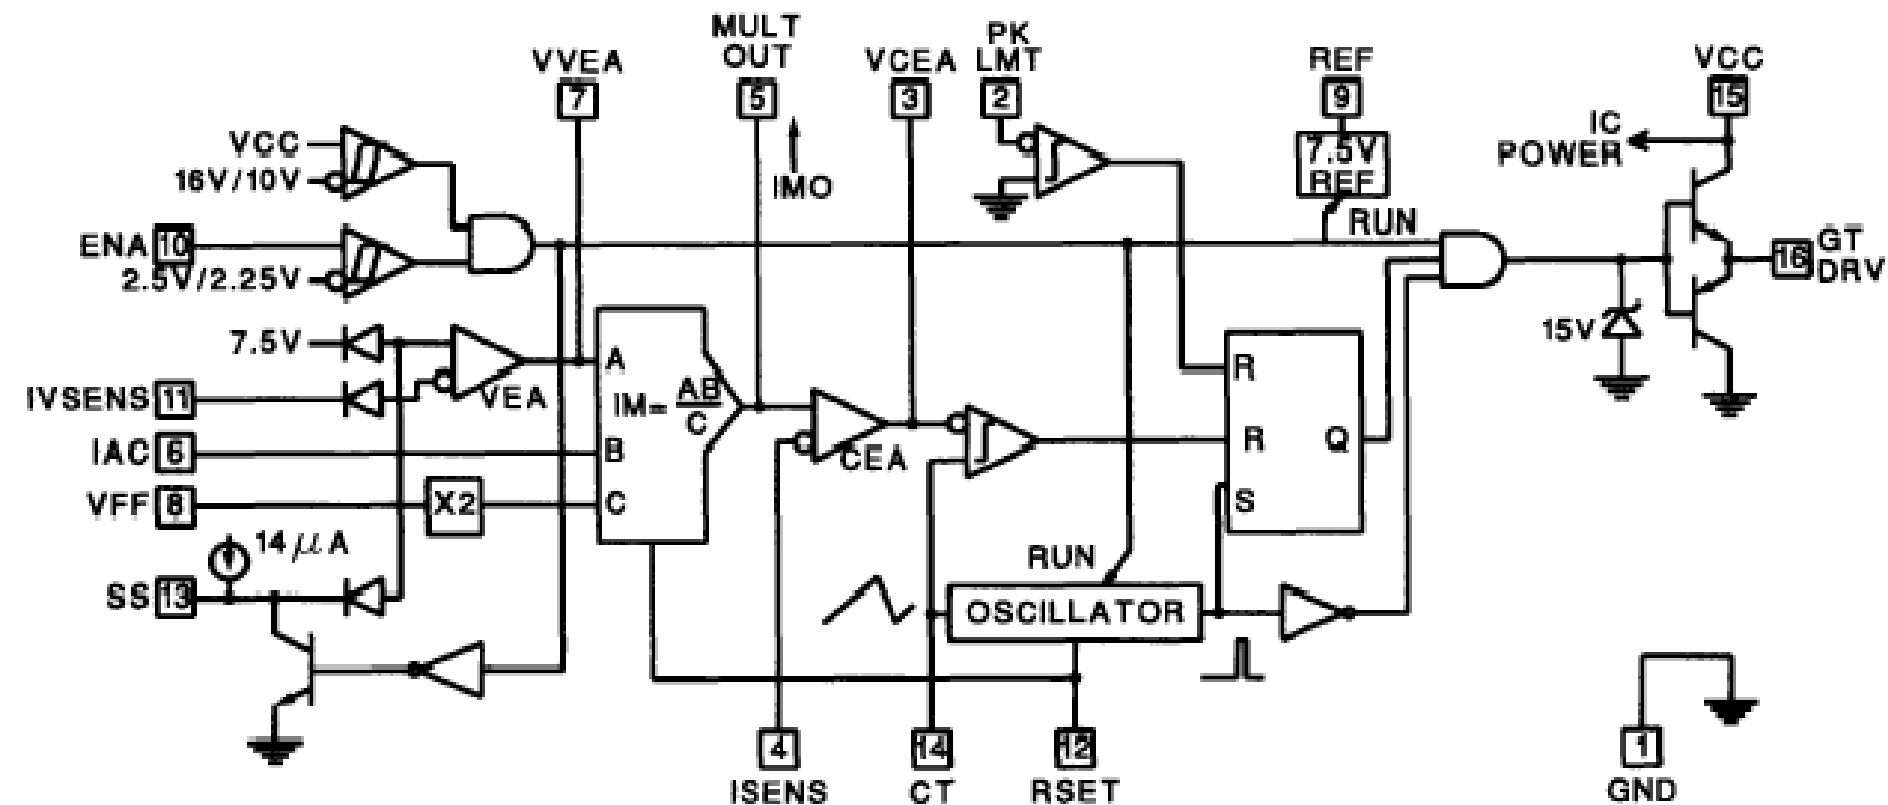 MULT
OUT
PK
LMT
VVEA
VCEA
REF
VCC
7
5
3
2
9
15
VCC
16V/10V
IMO
7.5V
REF
IC
POWER
RUN
ENA 10
2.5V/2.25V
16 GT
DRV
7.5V
15V
VEA
A
R
IVSENS 11
IM= AB
C
IAC 6
B
CEA
R
Q
VFF 8
X2
C
S
14 μA
RUN
SS 13
OSCILLATOR
4
14
12
1
ISENS
CT
RSET
GND